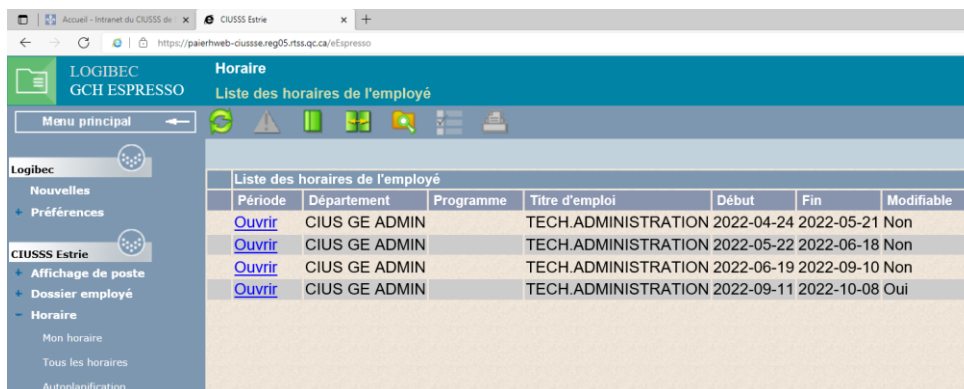 Accueil - Intranet du CIUSSS de
CIUSSS Estrie
https://paierhweb-ciussse.reg05.rtss.qc.ca/eEspresso
LOGIBEC
GCH ESPRESSO
Horaire
Liste des horaires de l'employé
Menu principal
Logibec
Nouvelles
+ Préférences
CIUSSS Estrie
+ Affichage de poste
+ Dossier employé
- Horaire
Mon horaire
Tous les horaires
Autoplanification
Liste des horaires de l'employé
Période Département Programme Titre d'emploi Début Fin Modifiable
Ouvrir CIUS GE ADMIN TECH.ADMINISTRATION 2022-04-24 2022-05-21 Non
Ouvrir CIUS GE ADMIN TECH.ADMINISTRATION 2022-05-22 2022-06-18 Non
Ouvrir CIUS GE ADMIN TECH.ADMINISTRATION 2022-06-19 2022-09-10 Non
Ouvrir CIUS GE ADMIN TECH.ADMINISTRATION 2022-09-11 2022-10-08 Oui